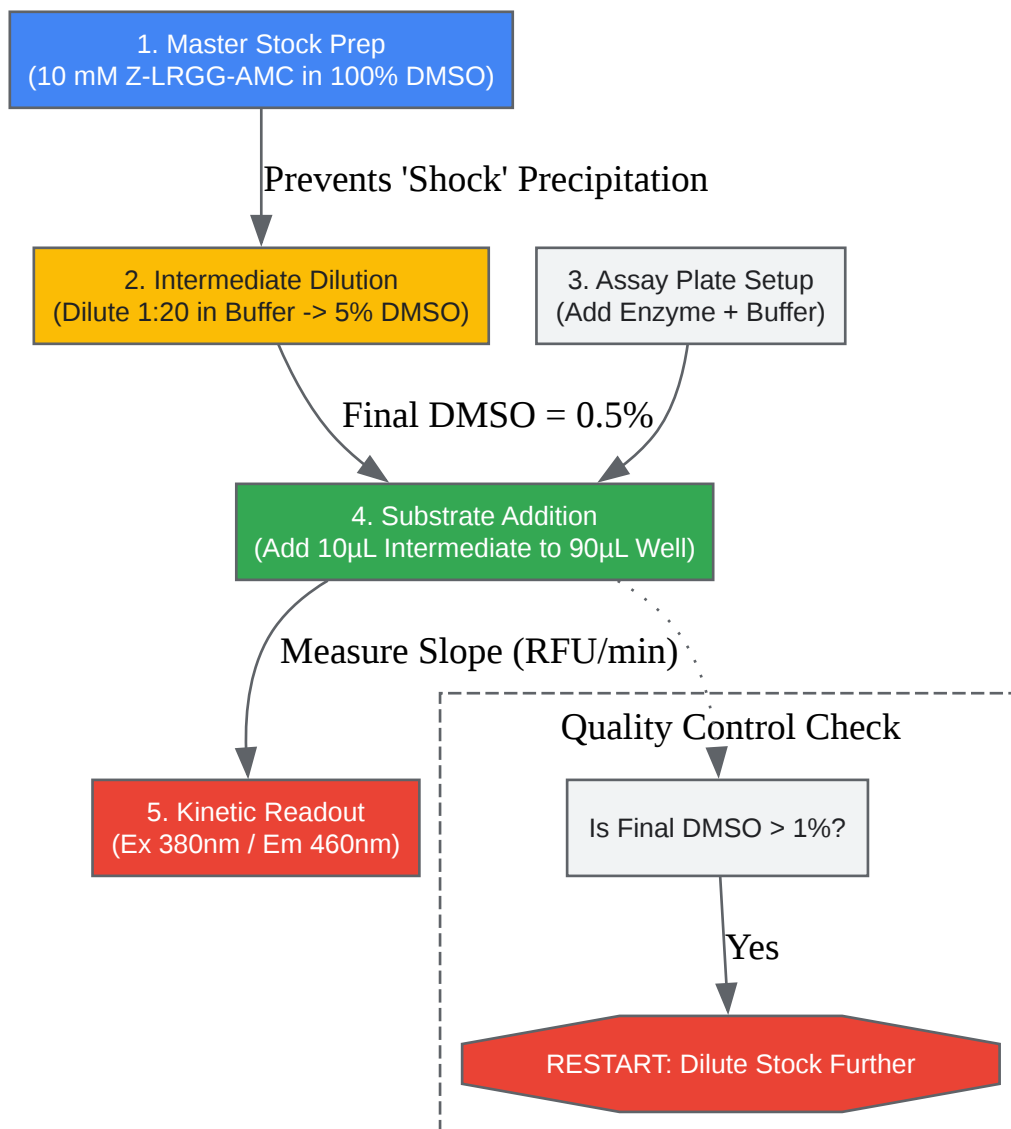 1. Master Stock Prep
(10 mM Z-LRGG-AMC in 100% DMSO)
Prevents 'Shock' Precipitation
2. Intermediate Dilution
(Dilute 1:20 in Buffer -> 5% DMSO)
3. Assay Plate Setup
(Add Enzyme + Buffer)
Final DMSO = 0.5%
4. Substrate Addition
(Add 10µL Intermediate to 90µL Well)
Measure Slope (RFU/min)
Quality Control Check
5. Kinetic Readout
(Ex 380nm / Em 460nm)
Is Final DMSO > 1%?
Yes
RESTART: Dilute Stock Further